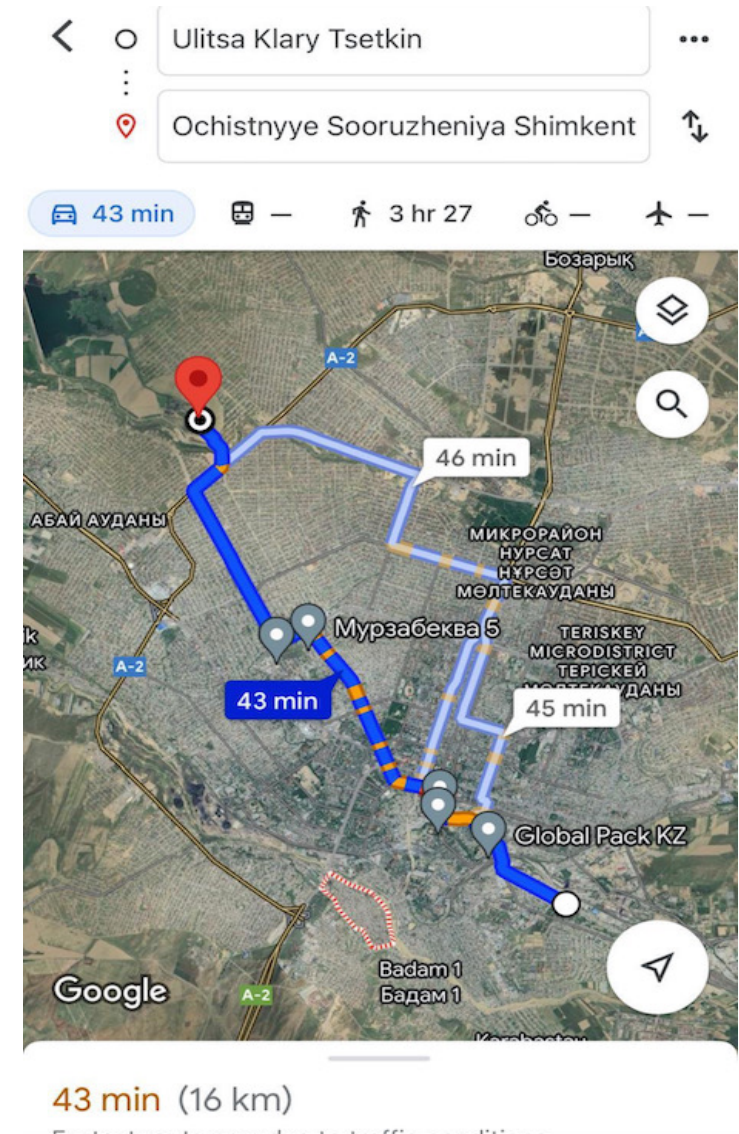 Ulitsa Klary Tsetkin
Ochistnyye Sooruzheniya Shimkent
43 min
—
3 hr 27
—
—
Бозарық
A-2
46 min
АБАЙ АУДАНЫ
МИКРОРАЙОН
НУРСАТ
НҰРСӘТ
МӨЛТЕКАУДАНЫ
Мурзабеква 5
TERISKEY
MICRODISTRICT
ТЕРІСКЕЙ
МӨЛТЕКАУДАНЫ
A-2
43 min
45 min
Global Pack KZ
Badam 1
Бадам 1
Google
A-2
43 min (16 km)